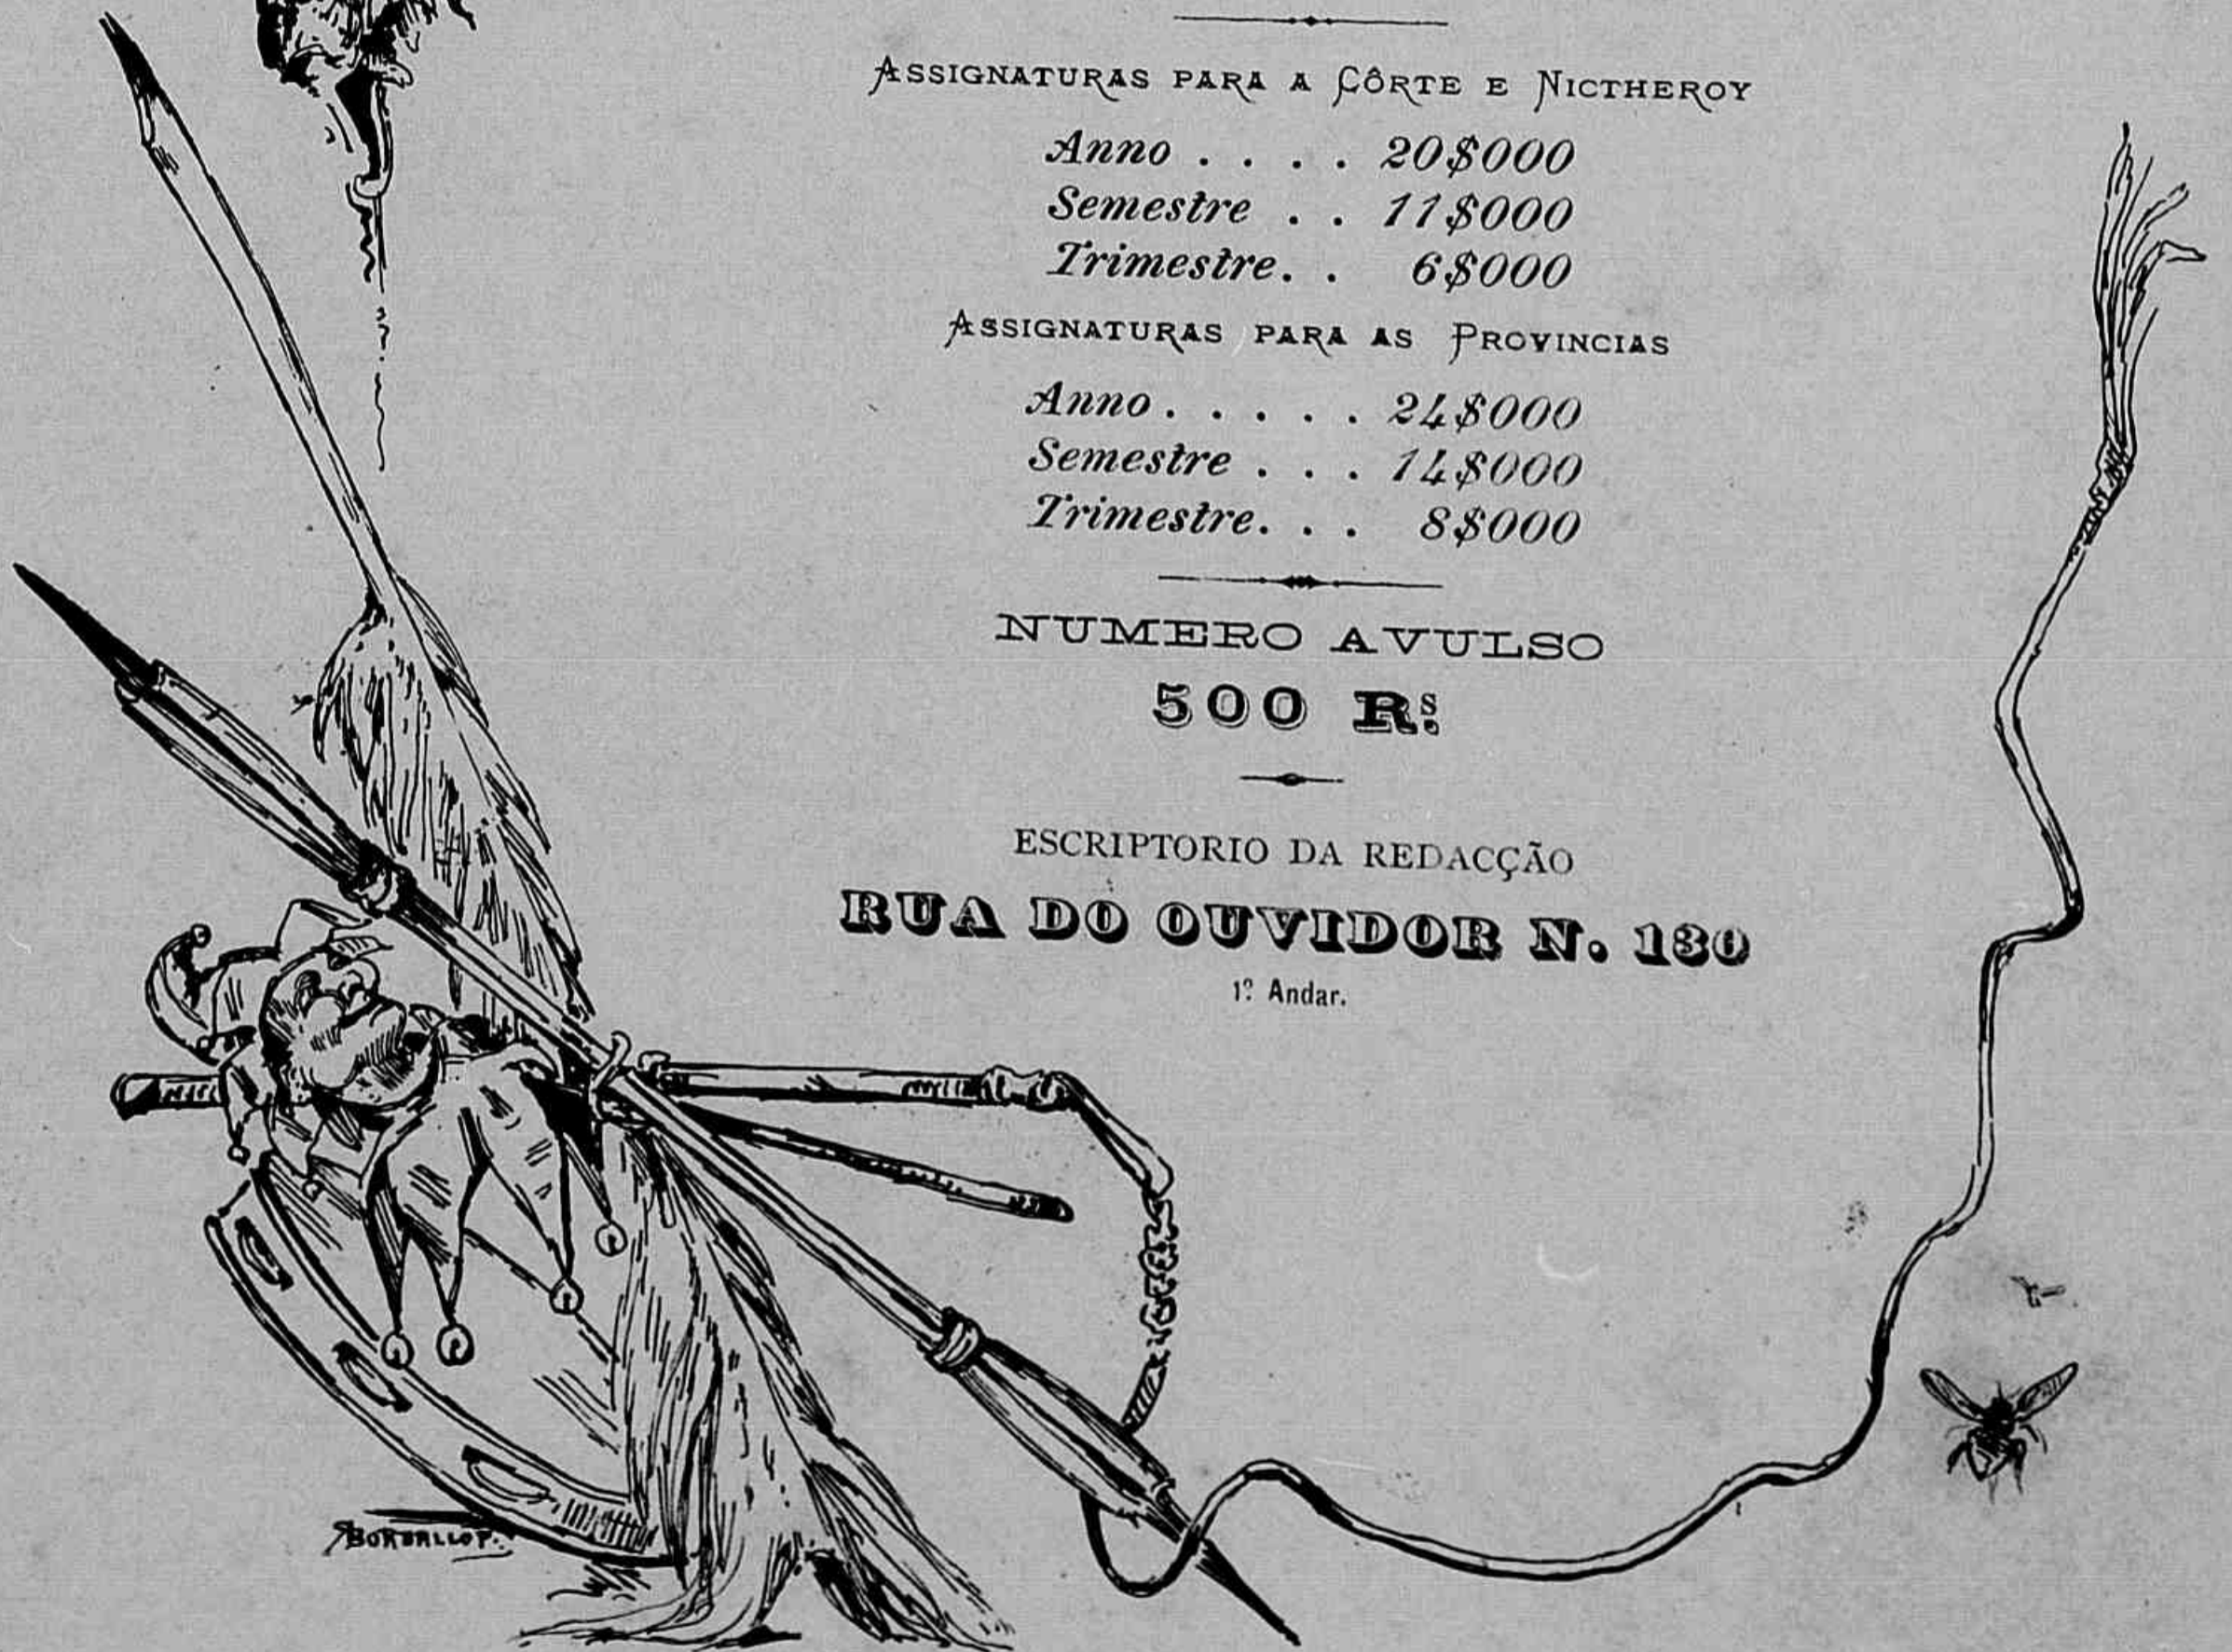 ASSIGNATURAS PARA A CÔRTE E NICTHEROY
Anno . . . . 20$000
Semestre . . 11$000
Trimestre. . 6$000
ASSIGNATURAS PARA AS PROVINCIAS
Anno. . . . . 24$000
Semestre . . . 14$000
Trimestre. . . 8$000
NUMERO AVULSO
500 Rs.
ESCRIPTORIO DA REDACÇÃO
RUA DO OUVIDOR N. 130
1º Andar.